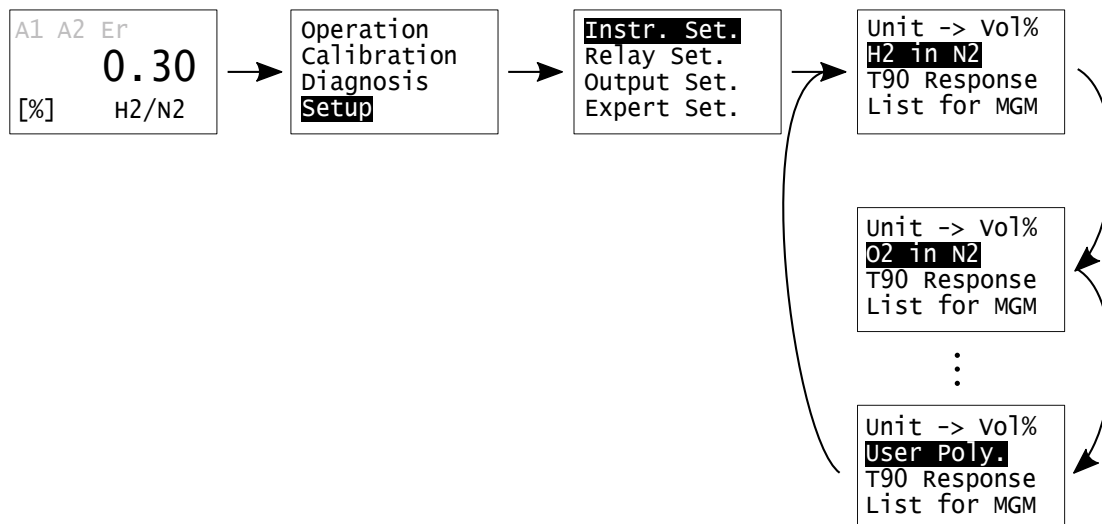 A1 A2 Er
0.30
[%] H2/N2
Operation
Calibration
Diagnosis
Setup
Instr. Set.
Relay Set.
Output Set.
Expert Set.
Unit -> Vol%
H2 in N2
T90 Response
List for MGM
Unit -> Vol%
O2 in N2
T90 Response
List for MGM
Unit -> Vol%
User Poly.
T90 Response
List for MGM